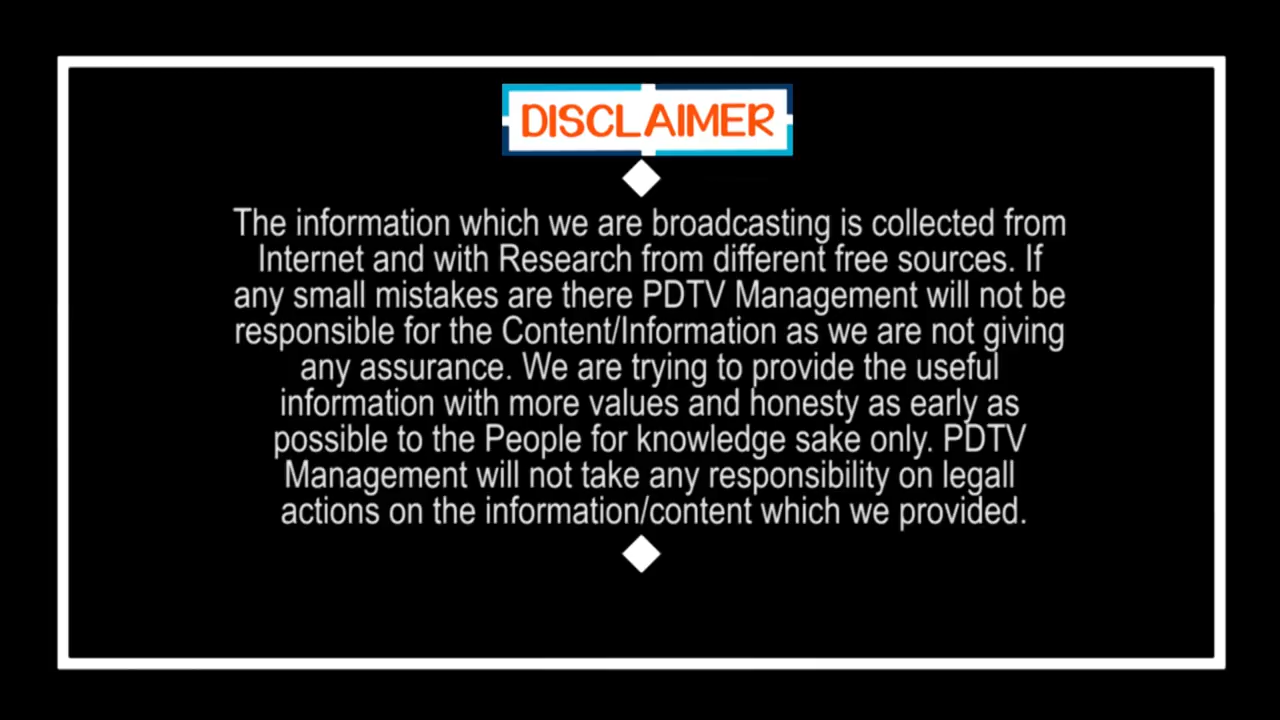 DISCLAIMER
The information which we are broadcasting is collected from
Internet and with Research from different free sources. If
any small mistakes are there PDTV Management will not be
responsible for the Content/Information as we are not giving
any assurance. We are trying to provide the useful
information with more values and honesty as early as
possible to the People for knowledge sake only. PDTV
Management will not take any responsibility on legall
actions on the information/content which we provided.